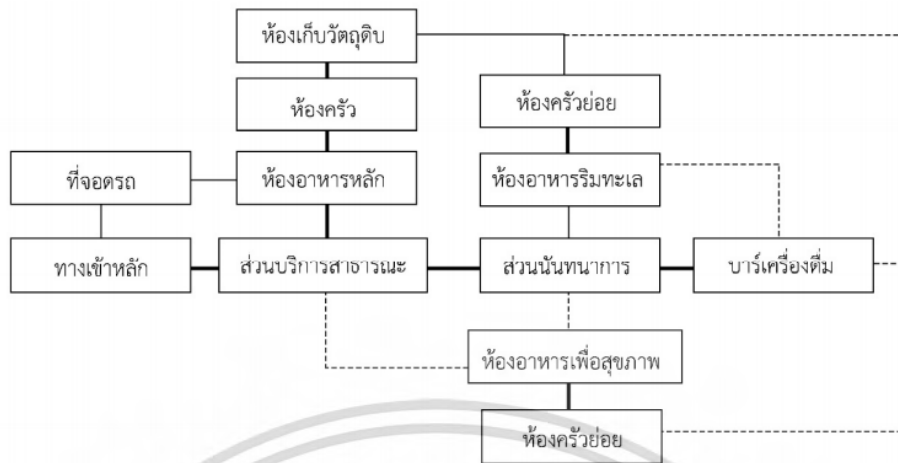 ห้องเก็บวัตถุดิบ
ห้องครัว
ห้องครัวย่อย
ที่จอดรถ
ห้องอาหารหลัก
ห้องอาหารริมทะเล
ทางเข้าหลัก
ส่วนบริการสาธารณะ
ส่วนนันทนาการ
บาร์เครื่องดื่ม
ห้องอาหารเพื่อสุขภาพ
ห้องครัวย่อย